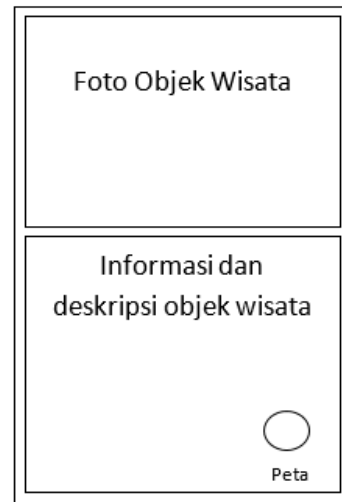 Foto Objek Wisata
Informasi dan
deskripsi objek wisata
Peta